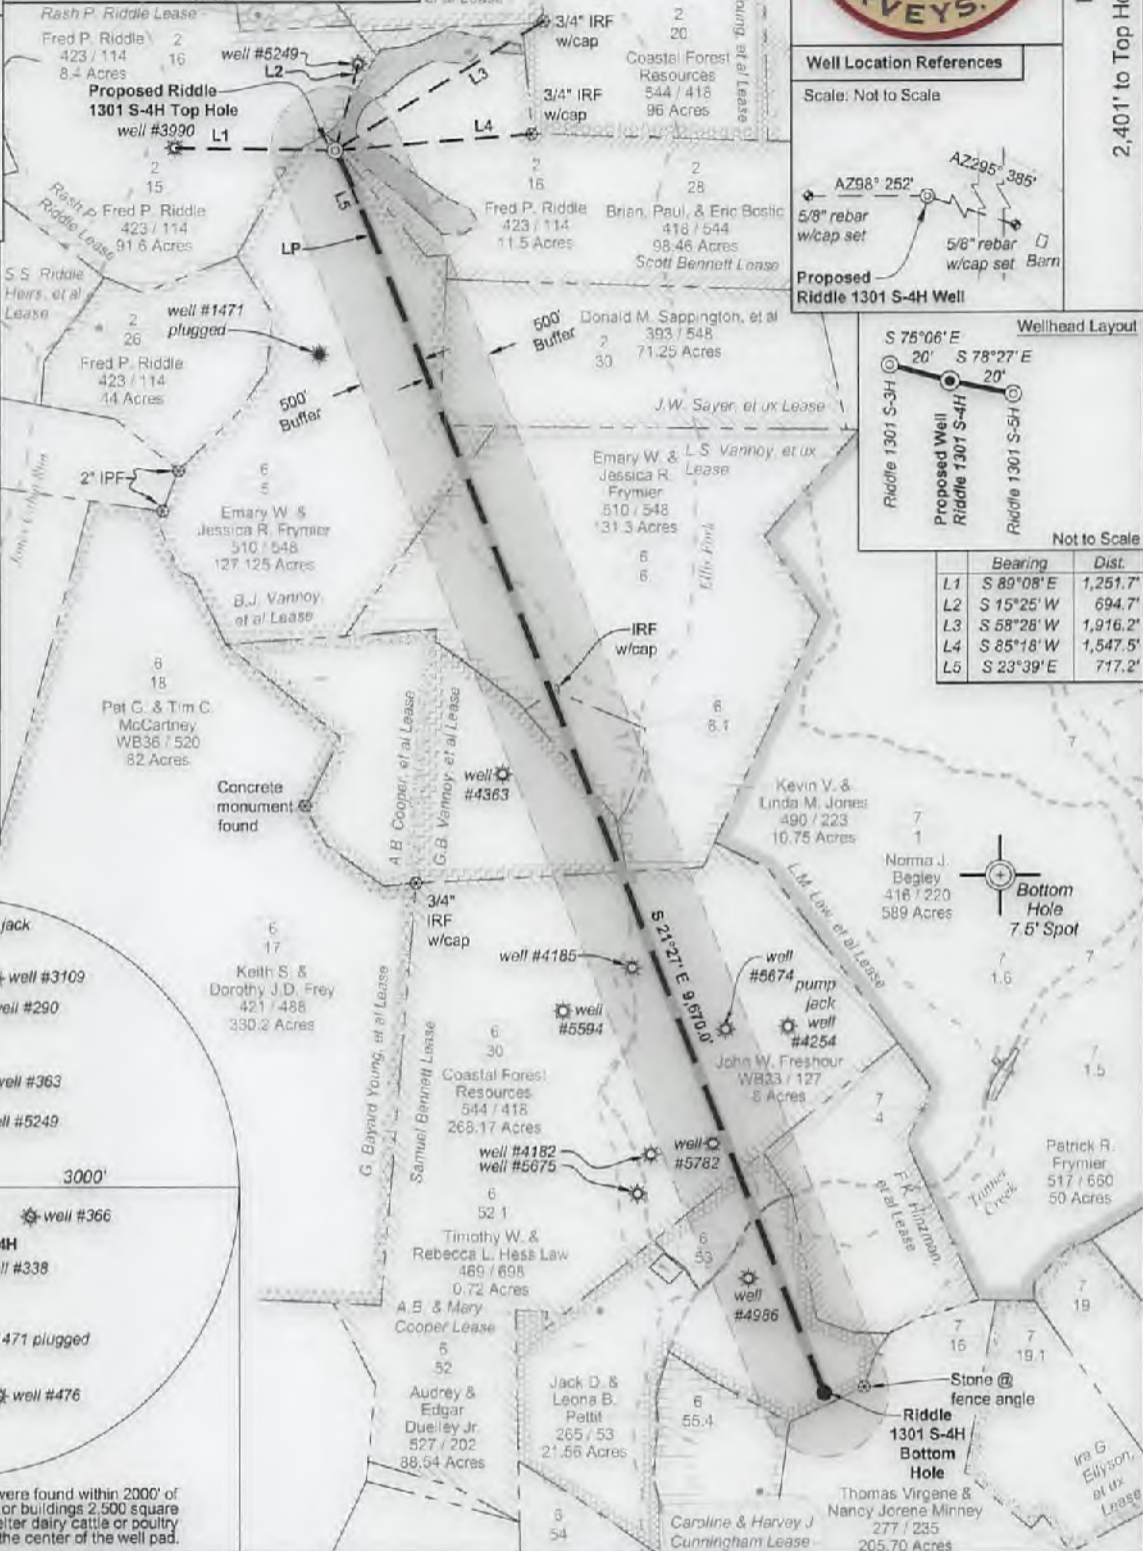 Rash P. Riddle Lease
Fred P. Riddle
423 / 114
8.4 Acres
2
16
well #5249
L2
Proposed Riddle
1301 S-4H Top Hole
well #3990
L1
3/4" IRF
w/cap
L3
3/4" IRF
w/cap
L4
2
20
Coastal Forest
Resources
544 / 418
96 Acres
et al Lease
VEYS.
2,401' to Top
Well Location References
Scale: Not to Scale
AZ98° 252'
AZ295° 385'
5/8" rebar
w/cap set
5/8" rebar
w/cap set
Barn
Proposed
Riddle 1301 S-4H Well
2
15
Fred P. Riddle
423 / 114
91.6 Acres
Rash P.
Riddle Lease
L5
LP
2
16
Fred P. Riddle
423 / 114
11.5 Acres
2
28
Brian, Paul, & Eric Bostic
416 / 544
98.46 Acres
Scott Bennett Lease
S.S. Riddle
Heirs, et al
Lease
2
26
Fred P. Riddle
423 / 114
44 Acres
well #1471
plugged
500'
Buffer
500'
Buffer
Donald M. Sappington, et al
393 / 548
2
30
71.25 Acres
J.W. Sayer, et ux Lease
Wellhead Layout
S 75°06' E
20'
S 78°27' E
20'
Riddle 1301 S-3H
Proposed Well
Riddle 1301 S-4H
Riddle 1301 S-5H
Not to Scale
Bearing Dist.
L1 S 89°08' E 1,251.7'
L2 S 15°25' W 694.7'
L3 S 58°28' W 1,916.2'
L4 S 85°18' W 1,547.5'
L5 S 23°39' E 717.2'
2" IPF
6
5
Emary W. &
Jessica R. Frymier
510 / 548
127.125 Acres
B.J. Vannoy,
et al Lease
Emary W. &
Jessica R.
Frymier
510 / 548
131.3 Acres
6
6
L.S. Vannoy, et ux
Lease
Ellis Fork
IRF
w/cap
6
6.1
6
18
Pat G. & Tim C.
McCartney
WB36 / 520
82 Acres
Concrete
monument
found
A.B. Cooper, et al Lease
G.B. Vannoy, et al Lease
well
#4363
3/4"
IRF
w/cap
Kevin V. &
Linda M. Jones
490 / 223
10.75 Acres
7
1
Norma J.
Begley
416 / 220
589 Acres
Bottom
Hole
7.5' Spot
L.M. Law, et al Lease
7
1.6
7
7
7
1.5
jack
well #3109
well #290
well #363
well #5249
3000'
well #366
4H
well #338
471 plugged
well #476
6
17
Keith S. &
Dorothy J.D. Frey
421 / 488
330.2 Acres
G. Bayard Young, et al Lease
Samuel Bennett Lease
well #4185
well
#5594
S 21°27' E 9,670.0'
well
#5674
pump
jack
well
#4254
John W. Freshour
WB33 / 127
8 Acres
7
4
6
30
Coastal Forest
Resources
544 / 418
268.17 Acres
well #4182
well #5675
well
#5782
6
52.1
Timothy W. &
Rebecca L. Hess Law
469 / 698
0.72 Acres
6
53
well
#4986
F.R. Hinzman,
et al Lease
Tanner
Creek
Patrick R.
Frymier
517 / 660
50 Acres
7
19
7
16
7
19.1
A.B. & Mary
Cooper Lease
6
52
Audrey &
Edgar
Duelley Jr.
527 / 202
88.54 Acres
Jack D. &
Leona B.
Pettit
265 / 53
21.56 Acres
6
55.4
Stone @
fence angle
Riddle
1301 S-4H
Bottom
Hole
Thomas Virgene &
Nancy Jorene Minney
277 / 235
205.70 Acres
Ira G.
Ellyson,
et ux
Lease
6
54
Caroline & Harvey J
Cunningham Lease
were found within 2000' of
or buildings 2,500 square
shelter dairy cattle or poultry
the center of the well pad.